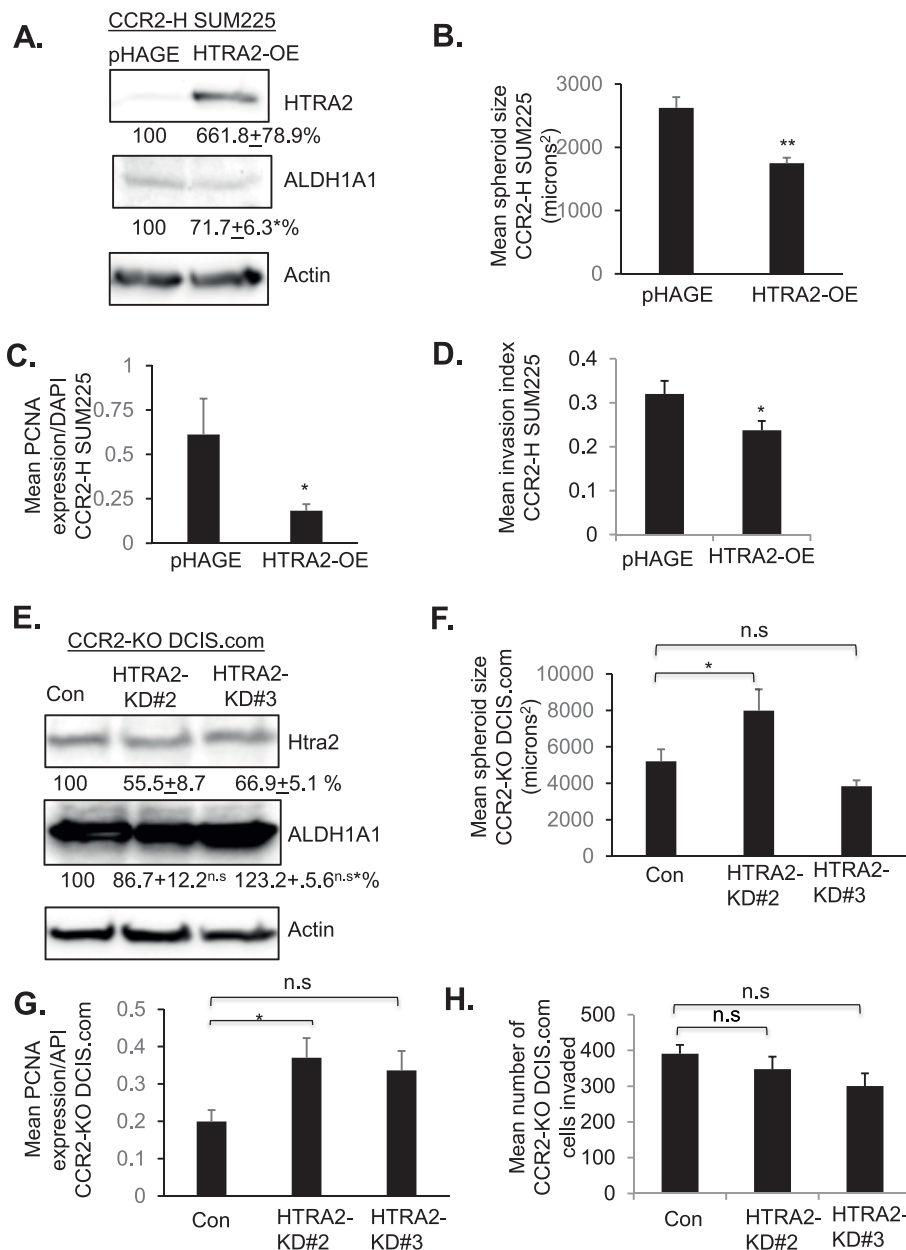 A.
CCR2-H SUM225
pHAGE HTRA2-OE
HTRA2
100 661.8±78.9%
ALDH1A1
100 71.7±6.3*%
Actin
B.
Mean spheroid size
CCR2-H SUM225
(microns²)
3000
2000
1000
0
**
pHAGE HTRA2-OE
C.
Mean PCNA
expression/DAPI
CCR2-H SUM225
1
0.75
0.5
0.25
0
*
pHAGE HTRA2-OE
D.
Mean invasion index
CCR2-H SUM225
0.4
0.3
0.2
0.1
0
*
pHAGE HTRA2-OE
E.
CCR2-KO DCIS.com
Con HTRA2-KD#2 HTRA2-KD#3
Htra2
100 55.5±8.7 66.9±5.1 %
ALDH1A1
100 86.7+12.2n.s 123.2+.5.6n.s*%
Actin
F.
Mean spheroid size
CCR2-KO DCIS.com
(microns²)
10000
8000
6000
4000
2000
0
n.s
*
Con HTRA2-KD#2 HTRA2-KD#3
G.
Mean PCNA
expression/API
CCR2-KO DCIS.com
0.5
0.4
0.3
0.2
0.1
0
n.s
*
Con HTRA2-KD#2 HTRA2-KD#3
H.
Mean number of
CCR2-KO DCIS.com
cells invaded
500
400
300
200
100
0
n.s
n.s
Con HTRA2-KD#2 HTRA2-KD#3